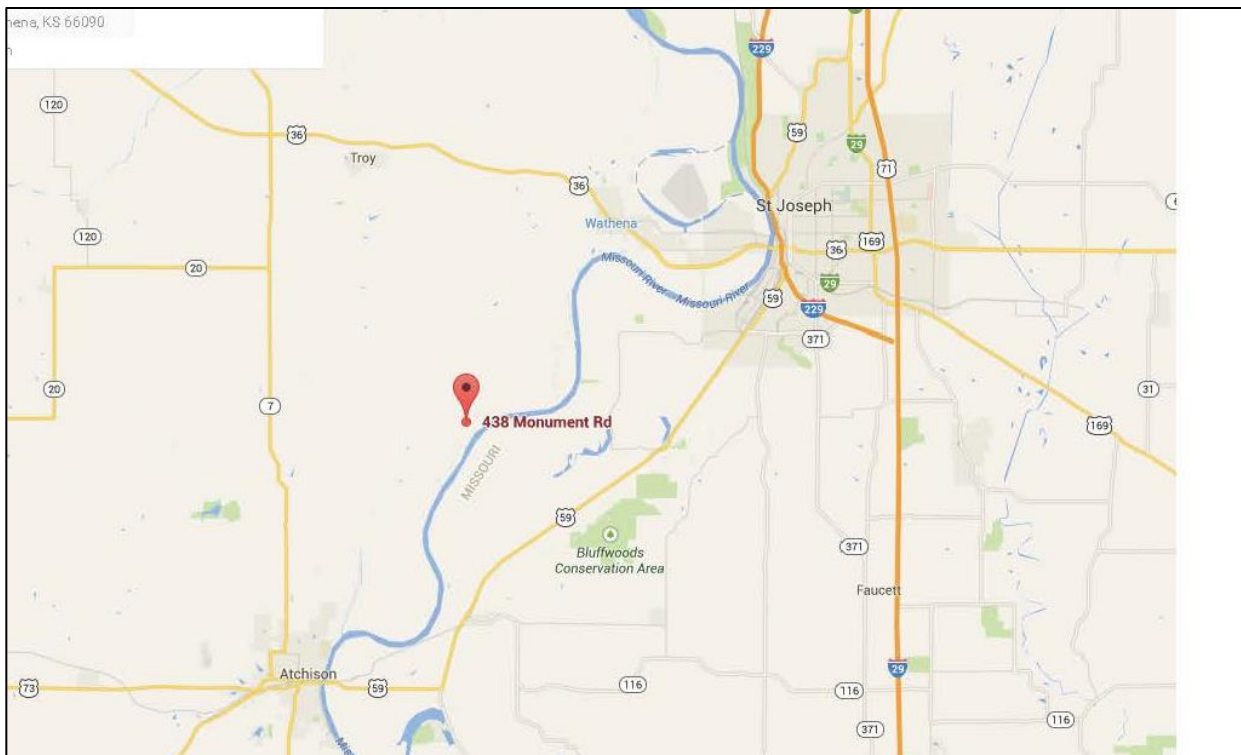 hena, KS 66090
120
36
Troy
36
Wathena
120
20
20
7
229
59
29
71
St Joseph
36
169
29
59
229
371
Missouri River
Missouri River
31
169
438 Monument Rd
MISSOURI
59
Bluffwoods
Conservation Area
371
Faucett
Atchison
73
59
116
29
116
371
116